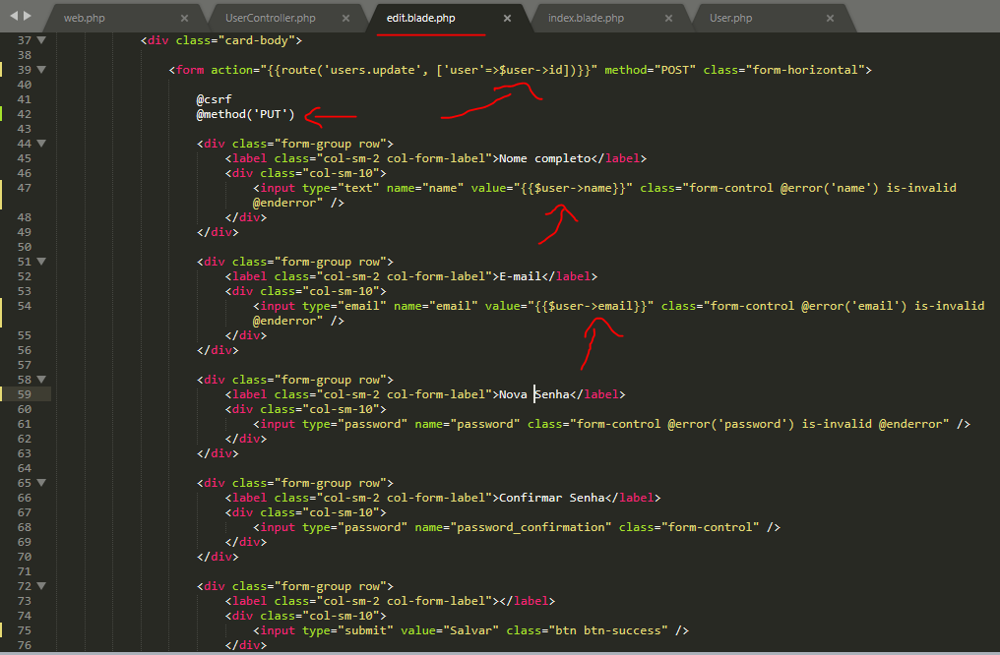 web.php × UserController.php × edit.blade.php × index.blade.php × User.php ×
37 <div class="card-body">
38
39 <form action="{{route('users.update', ['user'=>$user->id])}}" method="POST" class="form-horizontal">
40
41 @csrf
42 @method('PUT')
43
44 <div class="form-group row">
45 <label class="col-sm-2 col-form-label">Nome completo</label>
46 <div class="col-sm-10">
47 <input type="text" name="name" value="{{$user->name}}" class="form-control @error('name') is-invalid
@enderror" />
48 </div>
49 </div>
50
51 <div class="form-group row">
52 <label class="col-sm-2 col-form-label">E-mail</label>
53 <div class="col-sm-10">
54 <input type="email" name="email" value="{{$user->email}}" class="form-control @error('email') is-invalid
@enderror" />
55 </div>
56 </div>
57
58 <div class="form-group row">
59 <label class="col-sm-2 col-form-label">Nova Senha</label>
60 <div class="col-sm-10">
61 <input type="password" name="password" class="form-control @error('password') is-invalid @enderror" />
62 </div>
63 </div>
64
65 <div class="form-group row">
66 <label class="col-sm-2 col-form-label">Confirmar Senha</label>
67 <div class="col-sm-10">
68 <input type="password" name="password_confirmation" class="form-control" />
69 </div>
70 </div>
71
72 <div class="form-group row">
73 <label class="col-sm-2 col-form-label"></label>
74 <div class="col-sm-10">
75 <input type="submit" value="Salvar" class="btn btn-success" />
76 </div>